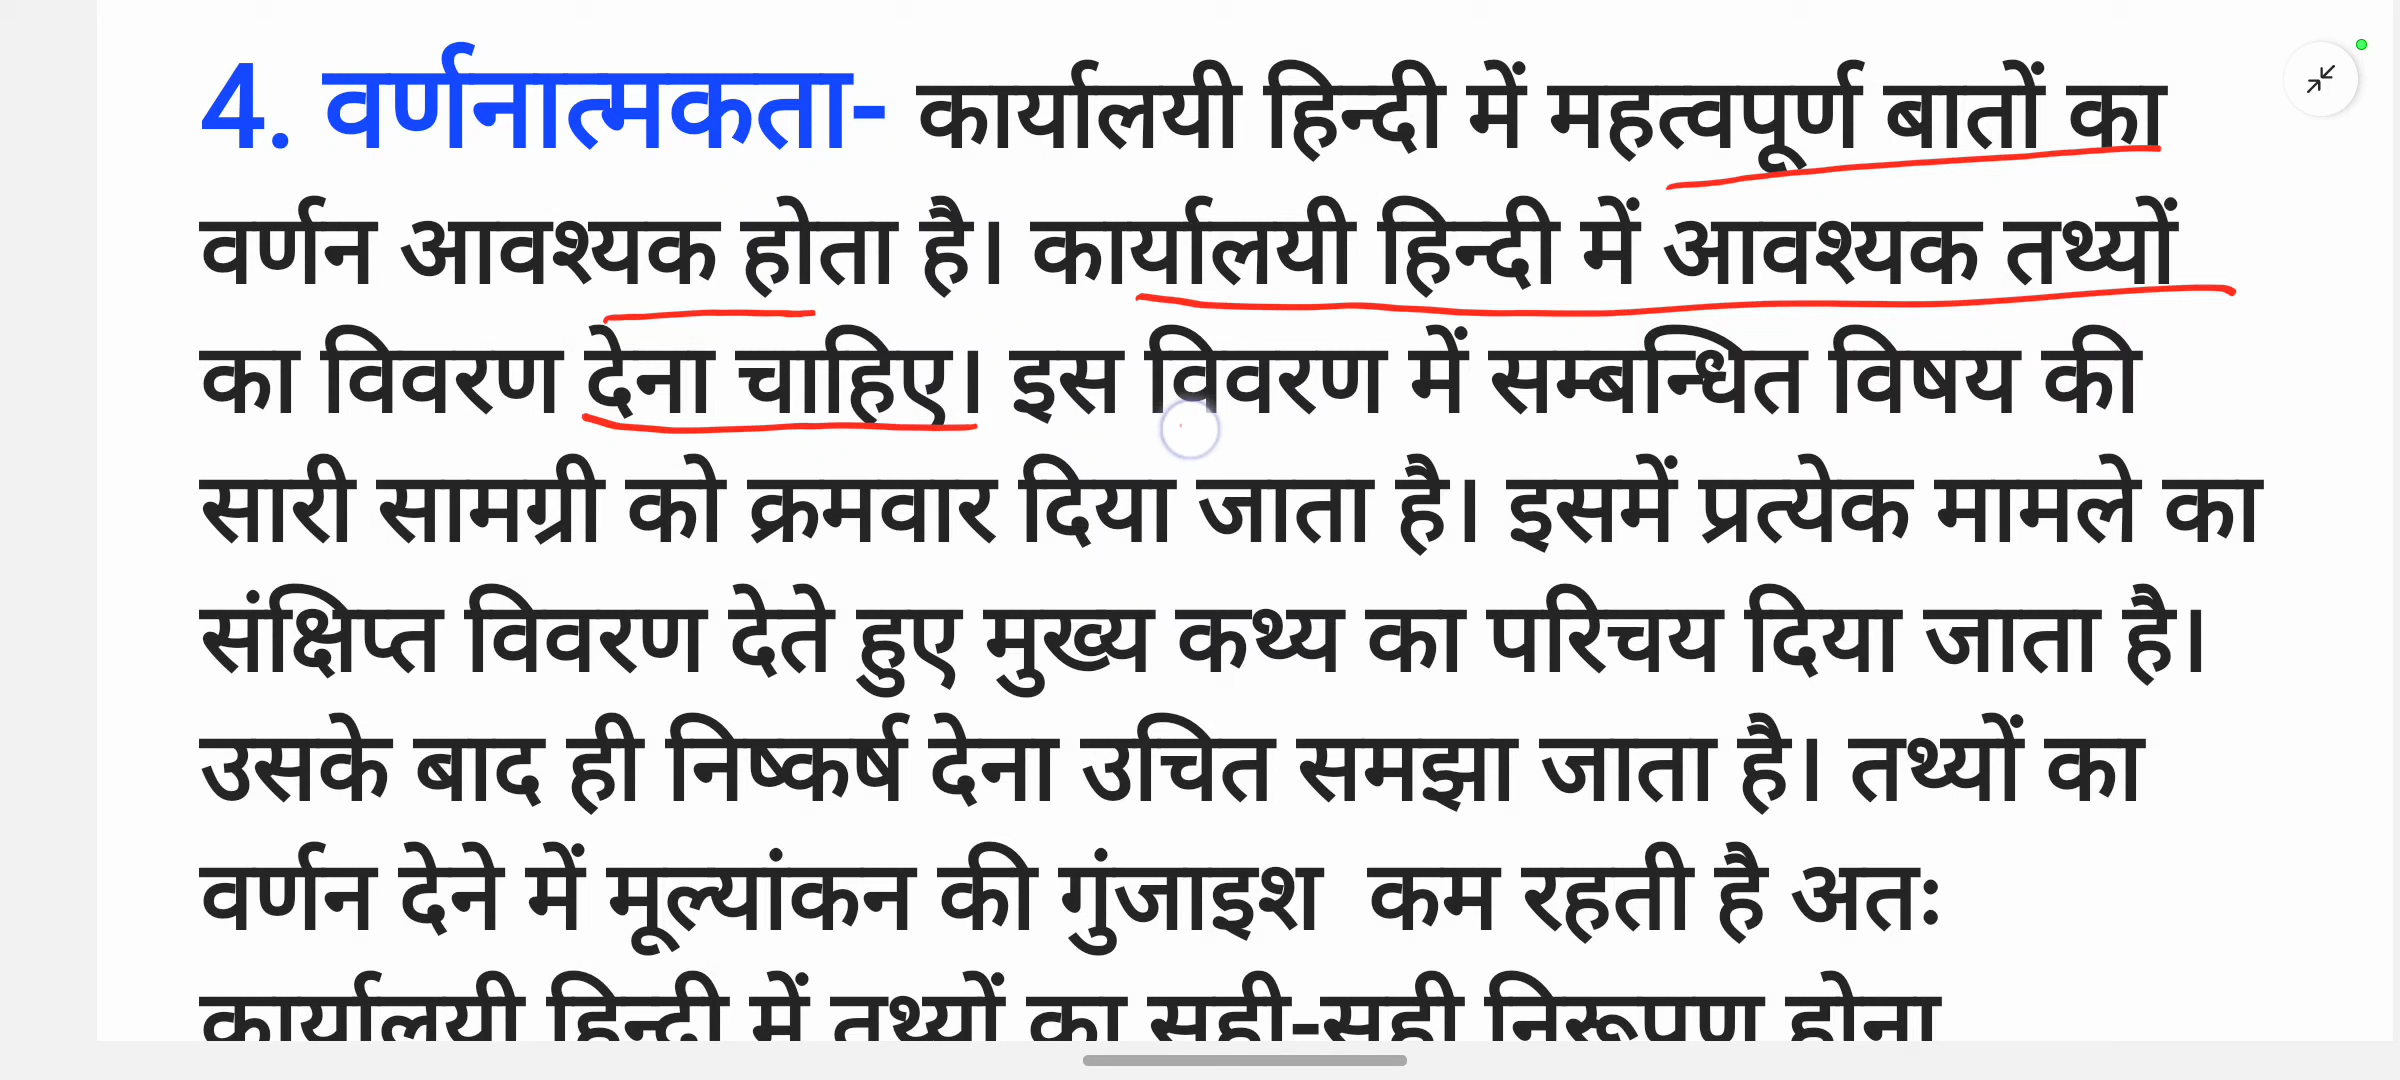 4. वर्णनात्मकता- कार्यालयी हिन्दी में महत्वपूर्ण बातों का
वर्णन आवश्यक होता है। कार्यालयी हिन्दी में आवश्यक तथ्यों
का विवरण देना चाहिए। इस विवरण में सम्बन्धित विषय की
सारी सामग्री को क्रमवार दिया जाता है। इसमें प्रत्येक मामले का
संक्षिप्त विवरण देते हुए मुख्य कथ्य का परिचय दिया जाता है।
उसके बाद ही निष्कर्ष देना उचित समझा जाता है। तथ्यों का
वर्णन देने में मूल्यांकन की गुंजाइश कम रहती है अतः
कार्यालयी हिन्दी में तथ्यों का सही-सही निरूपण होना